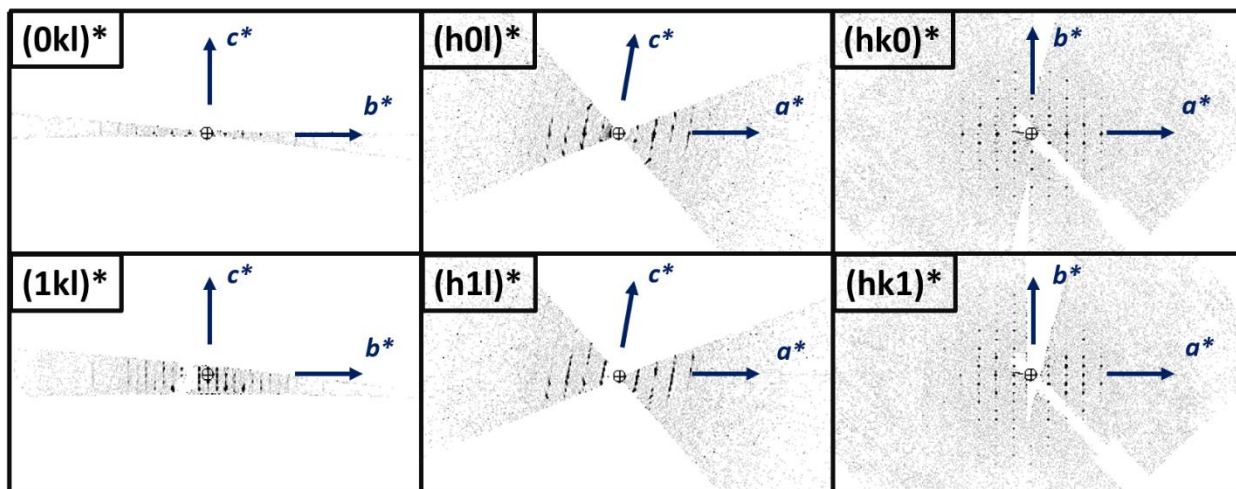 (0kl)*
c*
b*
(h0l)*
c*
a*
(hk0)*
b*
a*
(1kl)*
c*
b*
(h1l)*
c*
a*
(hk1)*
b*
a*